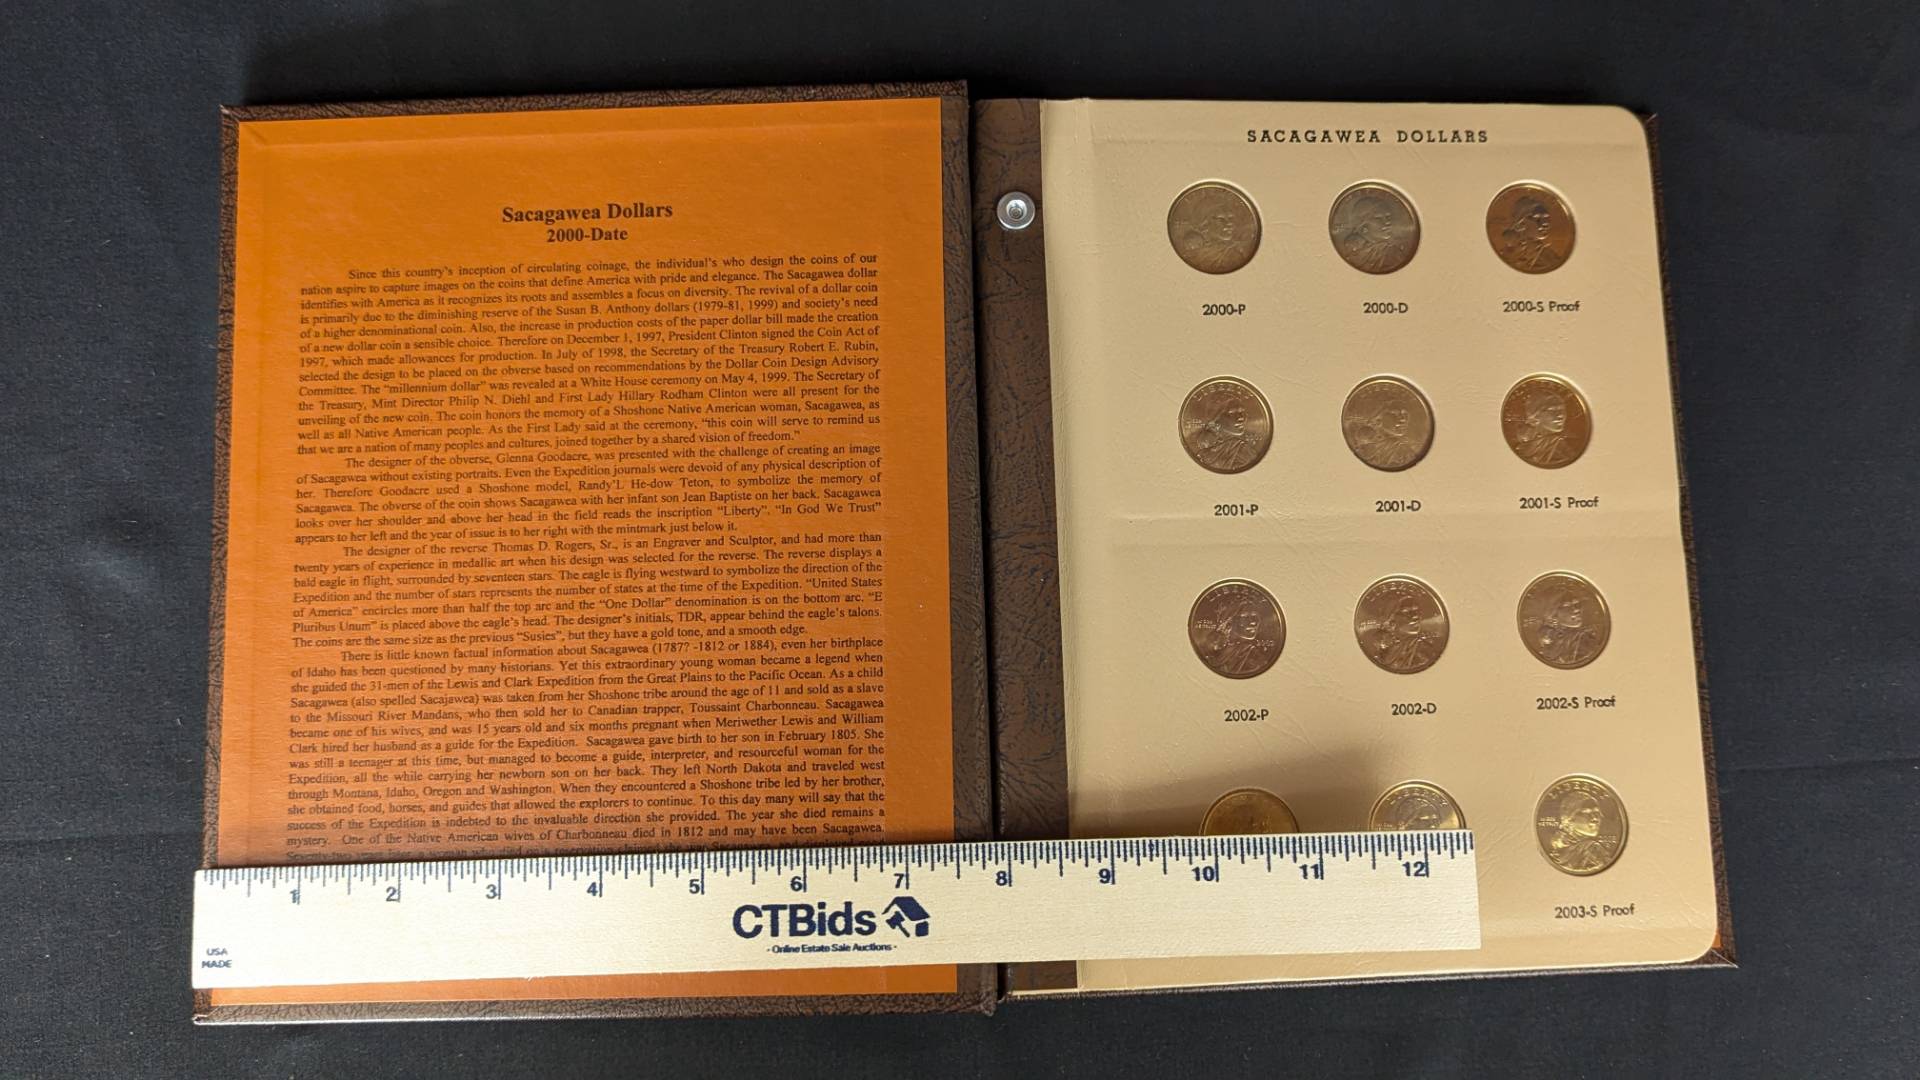 Sacagawea Dollars
2000-Date
Since this country's inception of circulating coinage, the individual's who design the coins of our
nation aspire to capture images on the coins that define America with pride and elegance. The Sacagawea dollar
identifies with America as it recognizes its roots and assembles a focus on diversity. The revival of a dollar coin
is primarily due to the diminishing reserve of the Susan B. Anthony dollars (1979-81, 1999) and society's need
of a higher denominational coin. Also, the increase in production costs of the paper dollar bill made the creation
of a new dollar coin a sensible choice. Therefore on December 1, 1997, President Clinton signed the Coin Act of
1997, which made allowances for production. In July of 1998, the Secretary of the Treasury Robert E. Rubin,
selected the design to be placed on the obverse based on recommendations by the Dollar Coin Design Advisory
Committee. The "millennium dollar" was revealed at a White House ceremony on May 4, 1999. The Secretary of
the Treasury, Mint Director Philip N. Diehl and First Lady Hillary Rodham Clinton were all present for the
unveiling of the new coin. The coin honors the memory of a Shoshone Native American woman, Sacagawea, as
well as all Native American people. As the First Lady said at the ceremony, "this coin will serve to remind us
that we are a nation of many peoples and cultures, joined together by a shared vision of freedom."
The designer of the obverse, Glenna Goodacre, was presented with the challenge of creating an image
of Sacagawea without existing portraits. Even the Expedition journals were devoid of any physical description of
her. Therefore Goodacre used a Shoshone model, Randy'L He-dow Teton, to symbolize the memory of
Sacagawea. The obverse of the coin shows Sacagawea with her infant son Jean Baptiste on her back. Sacagawea
looks over her shoulder and above her head in the field reads the inscription "Liberty". "In God We Trust"
appears to her left and the year of issue is to her right with the mintmark just below it.
The designer of the reverse Thomas D. Rogers, Sr., is an Engraver and Sculptor, and had more than
twenty years of experience in medallic art when his design was selected for the reverse. The reverse displays a
bald eagle in flight, surrounded by seventeen stars. The eagle is flying westward to symbolize the direction of the
Expedition and the number of stars represents the number of states at the time of the Expedition. "United States
of America" encircles more than half the top arc and the "One Dollar" denomination is on the bottom arc. "E
Pluribus Unum" is placed above the eagle's head. The designer's initials, TDR, appear behind the eagle's talons.
The coins are the same size as the previous "Susies", but they have a gold tone, and a smooth edge.
There is little known factual information about Sacagawea (1787? -1812 or 1884), even her birthplace
of Idaho has been questioned by many historians. Yet this extraordinary young woman became a legend when
she guided the 31-men of the Lewis and Clark Expedition from the Great Plains to the Pacific Ocean. As a child
Sacagawea (also spelled Sacajawea) was taken from her Shoshone tribe around the age of 11 and sold as a slave
to the Missouri River Mandans, who then sold her to Canadian trapper, Toussaint Charbonneau. Sacagawea
became one of his wives, and was 15 years old and six months pregnant when Meriwether Lewis and William
Clark hired her husband as a guide for the Expedition. Sacagawea gave birth to her son in February 1805. She
was still a teenager at this time, but managed to become a guide, interpreter, and resourceful woman for the
Expedition, all the while carrying her newborn son on her back. They left North Dakota and traveled west
through Montana, Idaho, Oregon and Washington. When they encountered a Shoshone tribe led by her brother,
she obtained food, horses, and guides that allowed the explorers to continue. To this day many will say that the
success of the Expedition is indebted to the invaluable direction she provided. The year she died remains a
mystery. One of the Native American wives of Charbonneau died in 1812 and may have been Sacagawea.
SACAGAWEA DOLLARS
2000-P 2000-D 2000-S Proof
LIBERTY LIBERTY
2001-P 2001-D 2001-S Proof
LIBERTY LIBERTY
2002-P 2002-D 2002-S Proof
LIBERTY LIBERTY
2003-S Proof
1 2 3 4 5 6 7 8 9 10 11 12
CTBids
- Online Estate Sale Auctions -
USA
MADE